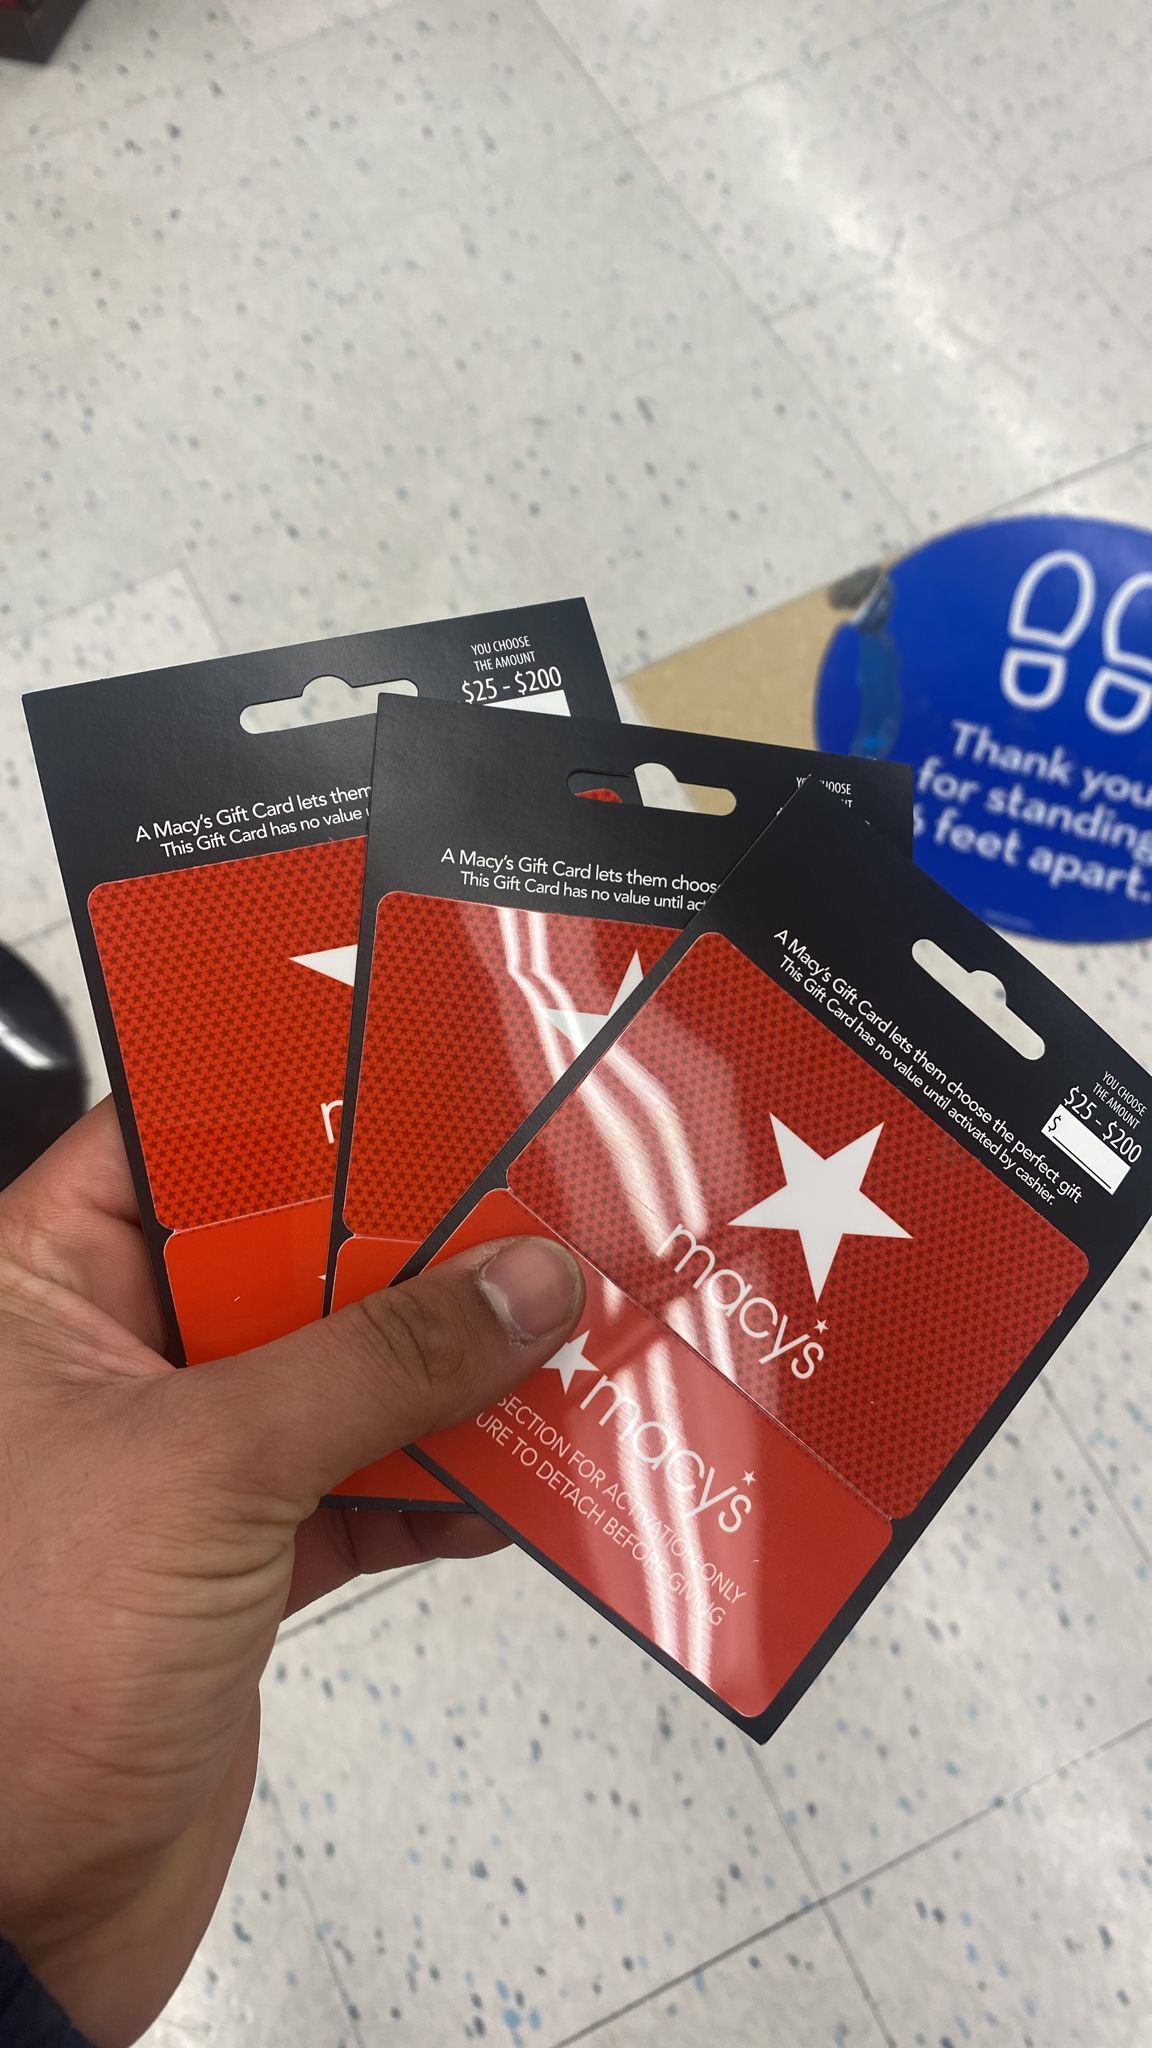 YOU CHOOSE
THE AMOUNT
$25 - $200
A Macy's Gift Card lets them
This Gift Card has no value
A Macy's Gift Card lets them
This Gift Card has no value until
A Macy's Gift Card lets them choose the perfect gift
This Gift Card has no value until activated by cashier.
YOU CHOOSE
THE AMOUNT
$25 - $200
$
macy's
macy's
SECTION FOR ACTIVATION ONLY
URE TO DETACH BEFORE GIVING
Thank you
for standing
6 feet apart.